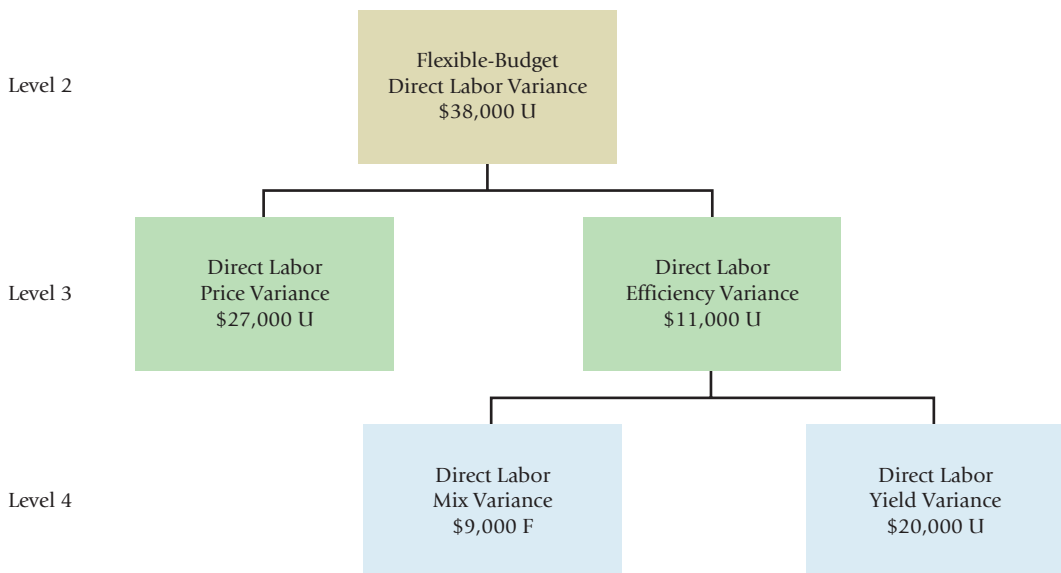 Level 2
Flexible-Budget
Direct Labor Variance
$38,000 U
Level 3
Direct Labor
Price Variance
$27,000 U
Direct Labor
Efficiency Variance
$11,000 U
Level 4
Direct Labor
Mix Variance
$9,000 F
Direct Labor
Yield Variance
$20,000 U